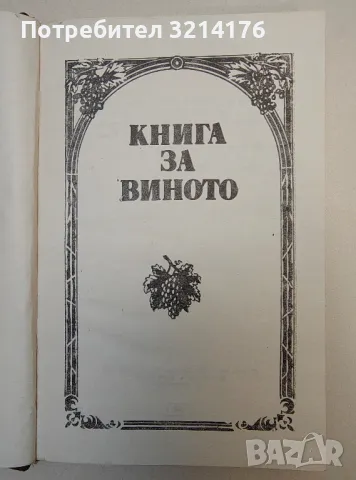 Потребител 3214176
КНИГА
ЗА
ВИНОТО
BAZAR